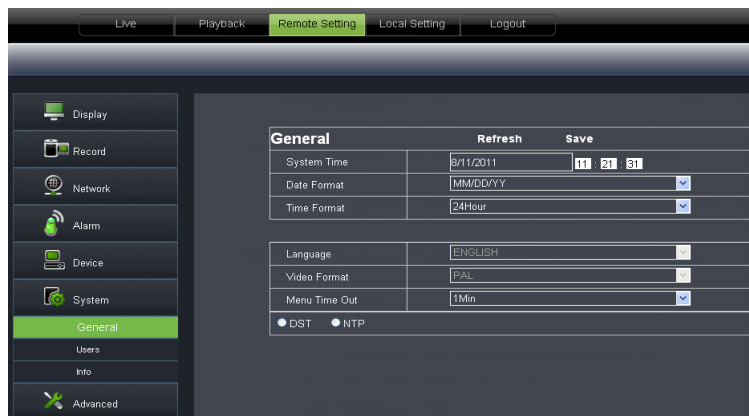 Live Playback Remote Setting Local Setting Logout
Display
Record
Network
Alarm
Device
System
General
Users
Info
Advanced
General Refresh Save
System Time 8/11/2011 11 : 21 : 31
Date Format MM/DD/YY
Time Format 24Hour
Language ENGLISH
Video Format PAL
Menu Time Out 1Min
DST NTP